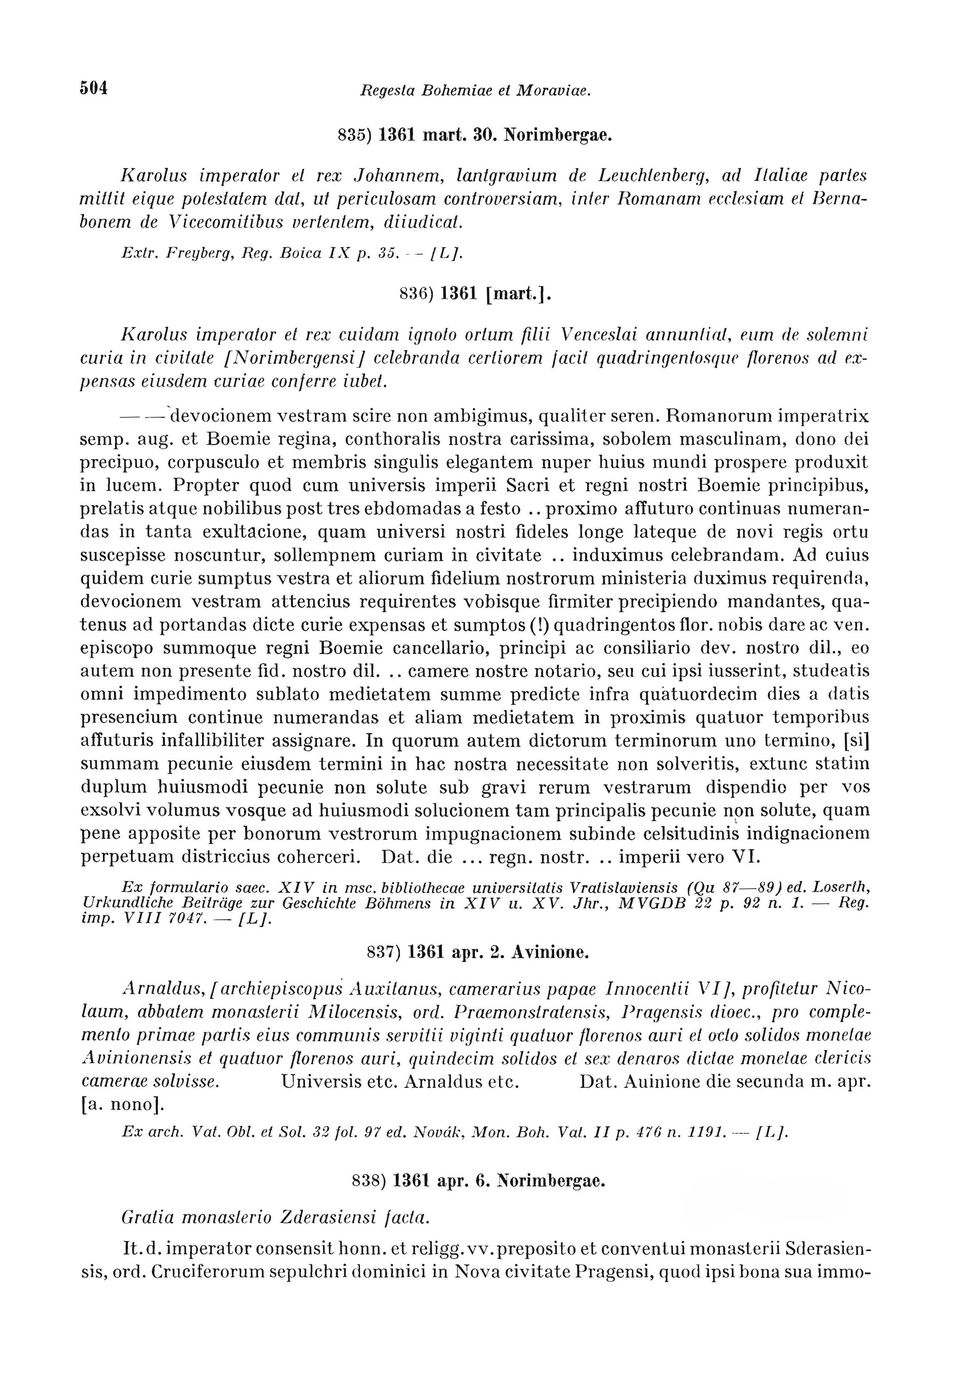 504
Regesta Bohemiae et Moraviae.
835) 1361 mart. 30. Norimbergae.
Karolus imperator et rex Johannem, lantgravium de Leuchtenberg, ad Italiae partes
mittit eique potestatem dat, ut periculosam controversiam, inter Romanam ecclesiam et Berna-
bonem de Vicecomitibus vertentem, diiudicat.
Extr. Freyberg, Reg. Boica IX p. 35. -- [L].
836) 1361 [mart.].
Karolus imperator et rex cuidam ignoto ortum filii Venceslai annuntiat, eum de solemni
curia in civitate [Norimbergensi] celebranda certiorem facit quadringentosque florenos ad ex-
pensas eiusdem curiae conferre iubet.
— — devocionem vestram scire non ambigimus, qualiter seren. Romanorum imperatrix
semp. aug. et Boemie regina, conthoralis nostra carissima, sobolem masculinam, dono dei
precipuo, corpusculo et membris singulis elegantem nuper huius mundi prospere produxit
in lucem. Propter quod cum universis imperii Sacri et regni nostri Boemie principibus,
prelatis atque nobilibus post tres ebdomadas a festo .. proximo affuturo continuas numeran-
das in tanta exultacione, quam universi nostri fideles longe lateque de novi regis ortu
suscepisse noscuntur, sollempnem curiam in civitate .. induximus celebrandam. Ad cuius
quidem curie sumptus vestra et aliorum fidelium nostrorum ministeria duximus requirenda,
devocionem vestram attencius requirentes vobisque firmiter precipiendo mandantes, qua-
tenus ad portandas dicte curie expensas et sumptos (!) quadringentos flor. nobis dare ac ven.
episcopo summoque regni Boemie cancellario, principi ac consiliario dev. nostro dil., eo
autem non presente fid. nostro dil. .. camere nostre notario, seu cui ipsi iusserint, studeatis
omni impedimento sublato medietatem summe predicte infra quatuordecim dies a datis
presencium continue numerandas et aliam medietatem in proximis quatuor temporibus
affuturis infallibiliter assignare. In quorum autem dictorum terminorum uno termino, [si]
summam pecunie eiusdem termini in hac nostra necessitate non solveritis, extunc statim
duplum huiusmodi pecunie non solute sub gravi rerum vestrarum dispendio per vos
exsolvi volumus vosque ad huiusmodi solucionem tam principalis pecunie non solute, quam
pene apposite per bonorum vestrorum impugnacionem subinde celsitudinis indignacionem
perpetuam districcius coherceri. Dat. die ... regn. nostr. .. imperii vero VI.
Ex formulario saec. XIV in msc. bibliothecae universitatis Vratislaviensis (Qu 87—89) ed. Loserth,
Urkundliche Beiträge zur Geschichte Böhmens in XIV u. XV. Jhr., MVGDB 22 p. 92 n. 1. — Reg.
imp. VIII 7047. — [L].
837) 1361 apr. 2. Avinione.
Arnaldus, [archiepiscopus Auxitanus, camerarius papae Innocentii VI], profitetur Nico-
laum, abbatem monasterii Milocensis, ord. Praemonstratensis, Pragensis dioec., pro comple-
mento primae partis eius communis servitii viginti quatuor florenos auri et octo solidos monetae
Avinionensis et quatuor florenos auri, quindecim solidos et sex denaros dictae monetae clericis
camerae solvisse. Universis etc. Arnaldus etc. Dat. Auinione die secunda m. apr.
[a. nono].
Ex arch. Vat. Obl. et Sol. 32 fol. 97 ed. Novák, Mon. Boh. Vat. II p. 476 n. 1191. — [L].
838) 1361 apr. 6. Norimbergae.
Gratia monasterio Zderasiensi facta.
It. d. imperator consensit honn. et religg. vv. preposito et conventui monasterii Sderasien-
sis, ord. Cruciferorum sepulchri dominici in Nova civitate Pragensi, quod ipsi bona sua immo-